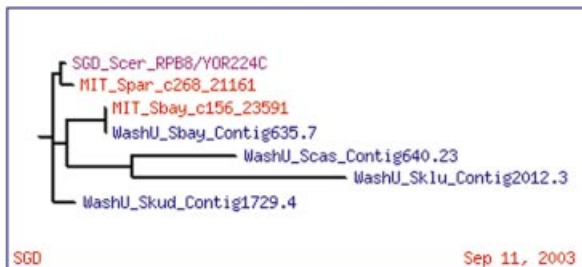 SGD_Scer_RPB8/YOR224C
MIT_Spar_c268_21161
MIT_Sbay_c156_23591
WashU_Sbay_Contig635.7
WashU_Scas_Contig640.23
WashU_Sklu_Contig2012.3
WashU_Skud_Contig1729.4
SGD Sep 11, 2003